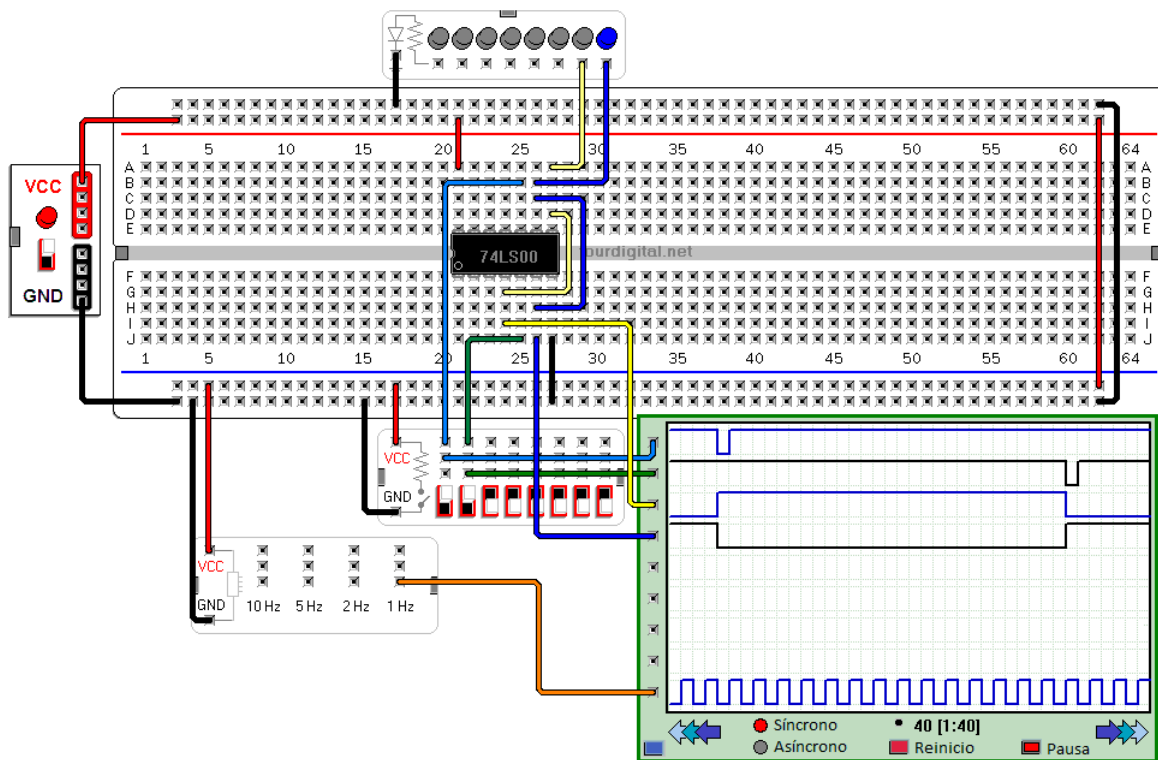 1 5 10 15 20 25 30 35 40 45 50 55 60 64
A A
B B
C C
D D
E E
VCC
GND
74LS00
ourdigital.net
F F
G G
H H
I I
J J
1 5 10 15 20 25 30 35 40 45 50 55 60 64
VCC
GND
VCC
GND 10 Hz 5 Hz 2 Hz 1 Hz
Síncrono 40 [1:40]
Asíncrono Reinicio Pausa